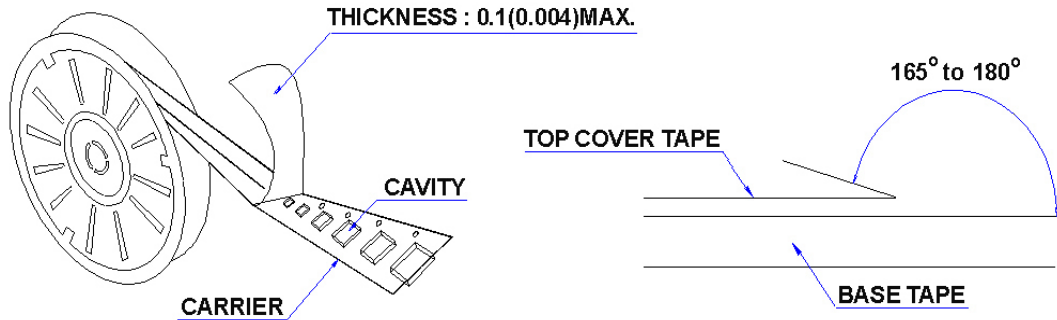 THICKNESS : 0.1(0.004)MAX.
CAVITY
CARRIER
165° to 180°
TOP COVER TAPE
BASE TAPE